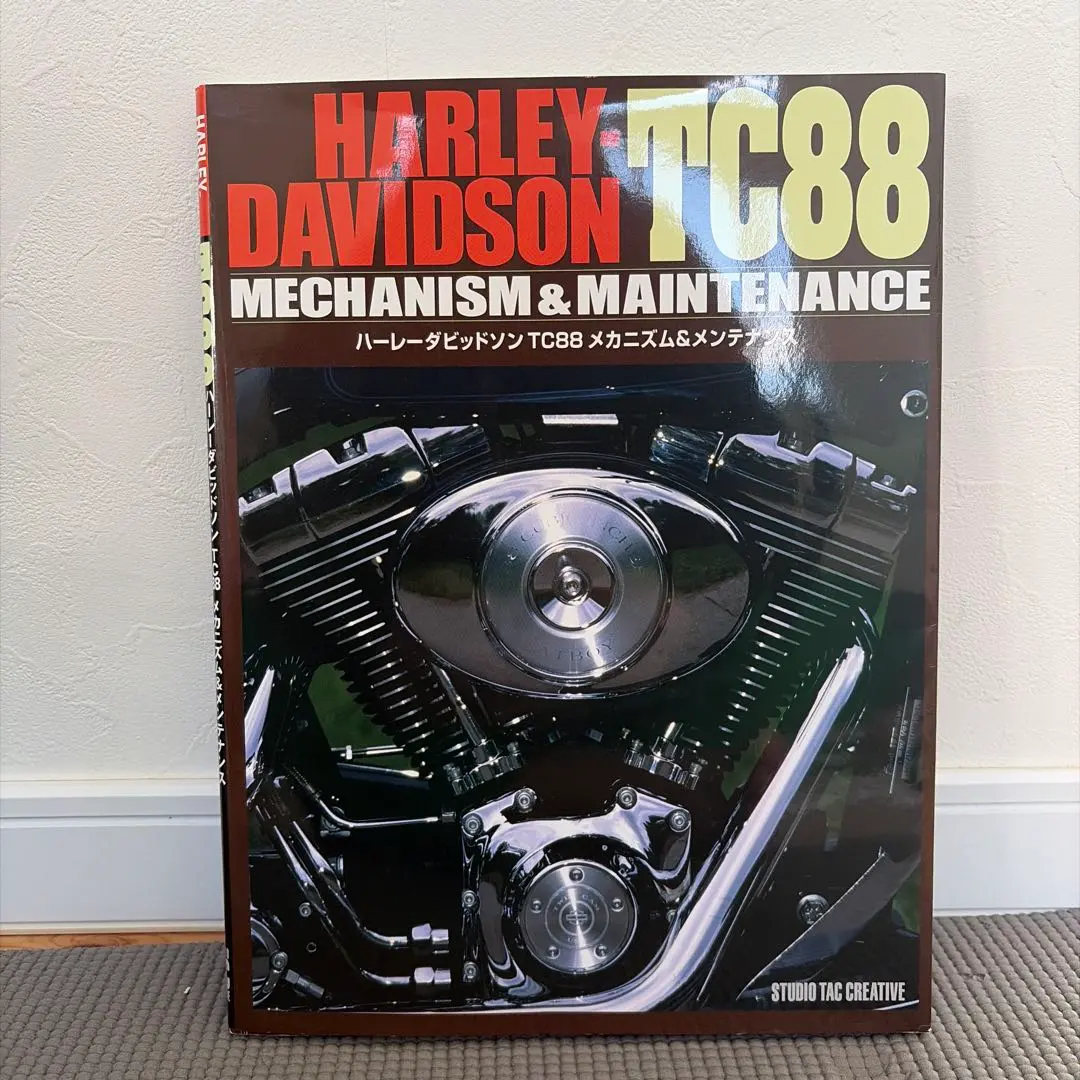 HARLEY-
DAVIDSON
TC88
MECHANISM & MAINTENANCE
ハーレーダビッドソン TC88 メカニズム&メンテナンス
FATBOY
STUDIO TAC CREATIVE
HARLEY